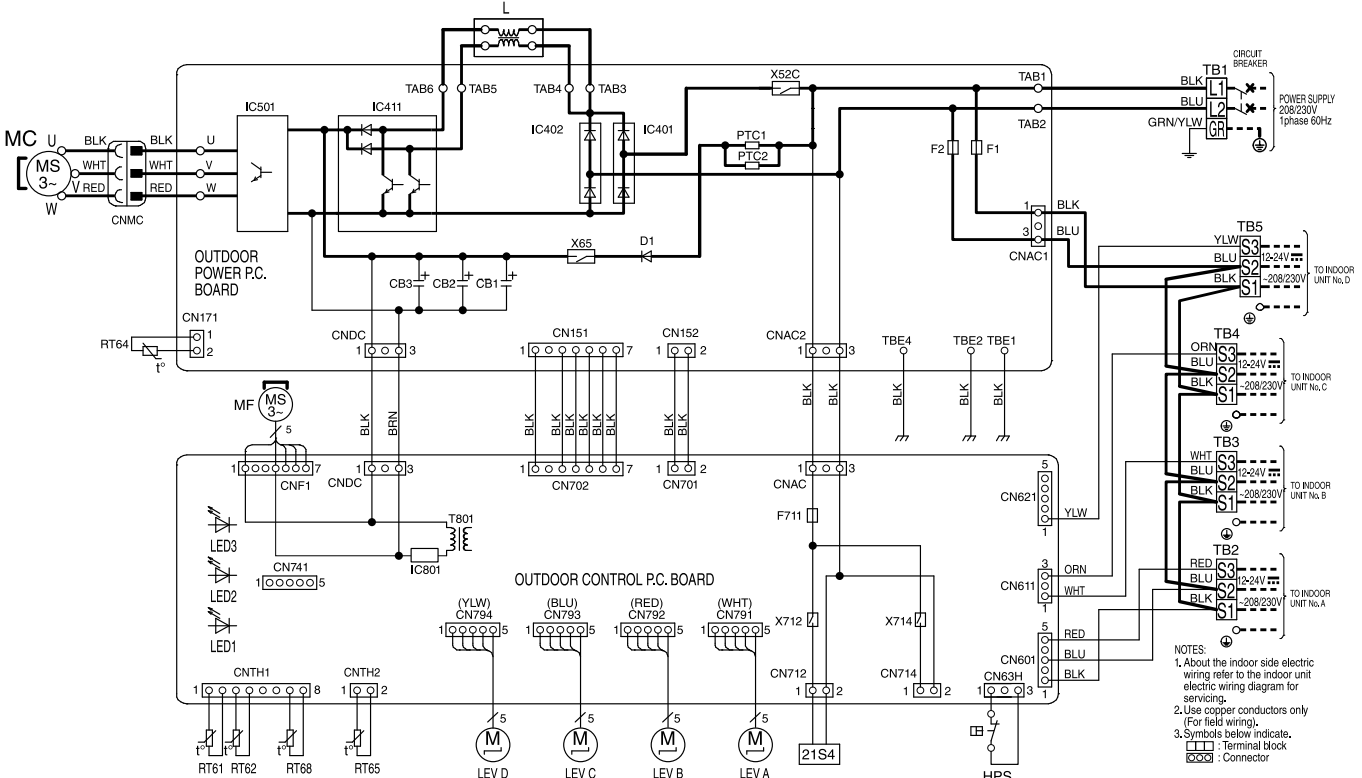 L
CIRCUIT
BREAKER
X52C
TAB1
TB1
BLK
L1
TAB6
TAB5
TAB4
TAB3
BLU
L2
POWER SUPPLY
208/230V
1phase 60Hz
IC501
IC411
GRN/YLW
GR
TAB2
MC
U
BLK
BLK
U
IC402
IC401
PTC1
PTC2
F2
F1
MS
3~
WHT
WHT
V
V
RED
RED
W
W
CNMC
1
BLK
3
BLU
CNAC1
TB5
YLW
S3
BLU
12-24V
S2
BLK
~208/230V
S1
TO INDOOR
UNIT No. D
X65
D1
OUTDOOR
POWER P.C.
BOARD
CB3
+
CB2
+
CB1
+
CN171
1
2
RT64
t°
CNDC
1
3
CN151
1
7
CN152
1
2
CNAC2
1
3
TBE4
TBE2
TBE1
TB4
ORN
S3
BLU
12-24V
S2
BLK
~208/230V
S1
TO INDOOR
UNIT No. C
MF
MS
3~
5
BLK
BRN
BLK
BLK
BLK
BLK
BLK
BLK
BLK
BLK
BLK
BLK
BLK
BLK
BLK
BLK
TB3
WHT
S3
BLU
12-24V
S2
BLK
~208/230V
S1
TO INDOOR
UNIT No. B
1
7
CNF1
1
3
CNDC
1
7
CN702
1
2
CN701
1
3
CNAC
5
CN621
YLW
1
F711
T801
LED3
IC801
CN741
1
5
LED2
LED1
OUTDOOR CONTROL P.C. BOARD
3
ORN
CN611
WHT
1
TB2
RED
S3
BLU
12-24V
S2
BLK
~208/230V
S1
TO INDOOR
UNIT No. A
(YLW)
CN794
1
5
(BLU)
CN793
1
5
(RED)
CN792
1
5
(WHT)
CN791
1
5
X712
X714
5
RED
CN601
BLU
BLK
1
CNTH1
1
8
CNTH2
1
2
CN712
1
2
CN714
1
2
CN63H
1
3
NOTES:
1. About the indoor side electric
wiring refer to the indoor unit
electric wiring diagram for
servicing.
2. Use copper conductors only
(For field wiring).
3. Symbols below indicate.
: Terminal block
: Connector
t°
t°
t°
t°
RT61
RT62
RT68
RT65
5
M
LEV D
5
M
LEV C
5
M
LEV B
5
M
LEV A
21S4
HPS